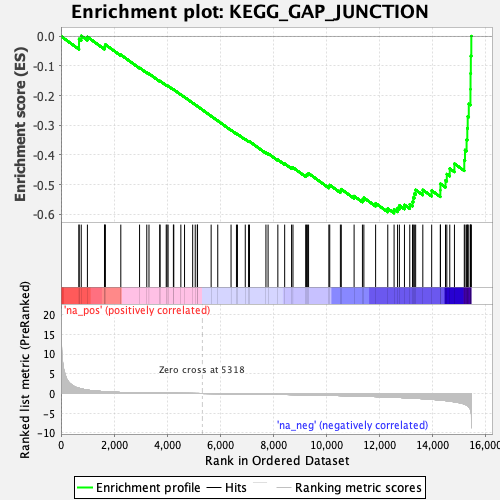 Enrichment plot: KEGG_GAP_JUNCTION
Enrichment score (ES)
0.0
-0.1
-0.2
-0.3
-0.4
-0.5
-0.6
'na_pos' (positively correlated)
Ranked list metric (PreRanked)
20
15
10
5
0
-5
-10
Zero cross at 5318
'na_neg' (negatively correlated)
0 2,000 4,000 6,000 8,000 10,000 12,000 14,000 16,000
Rank in Ordered Dataset
Enrichment profile Hits Ranking metric scores